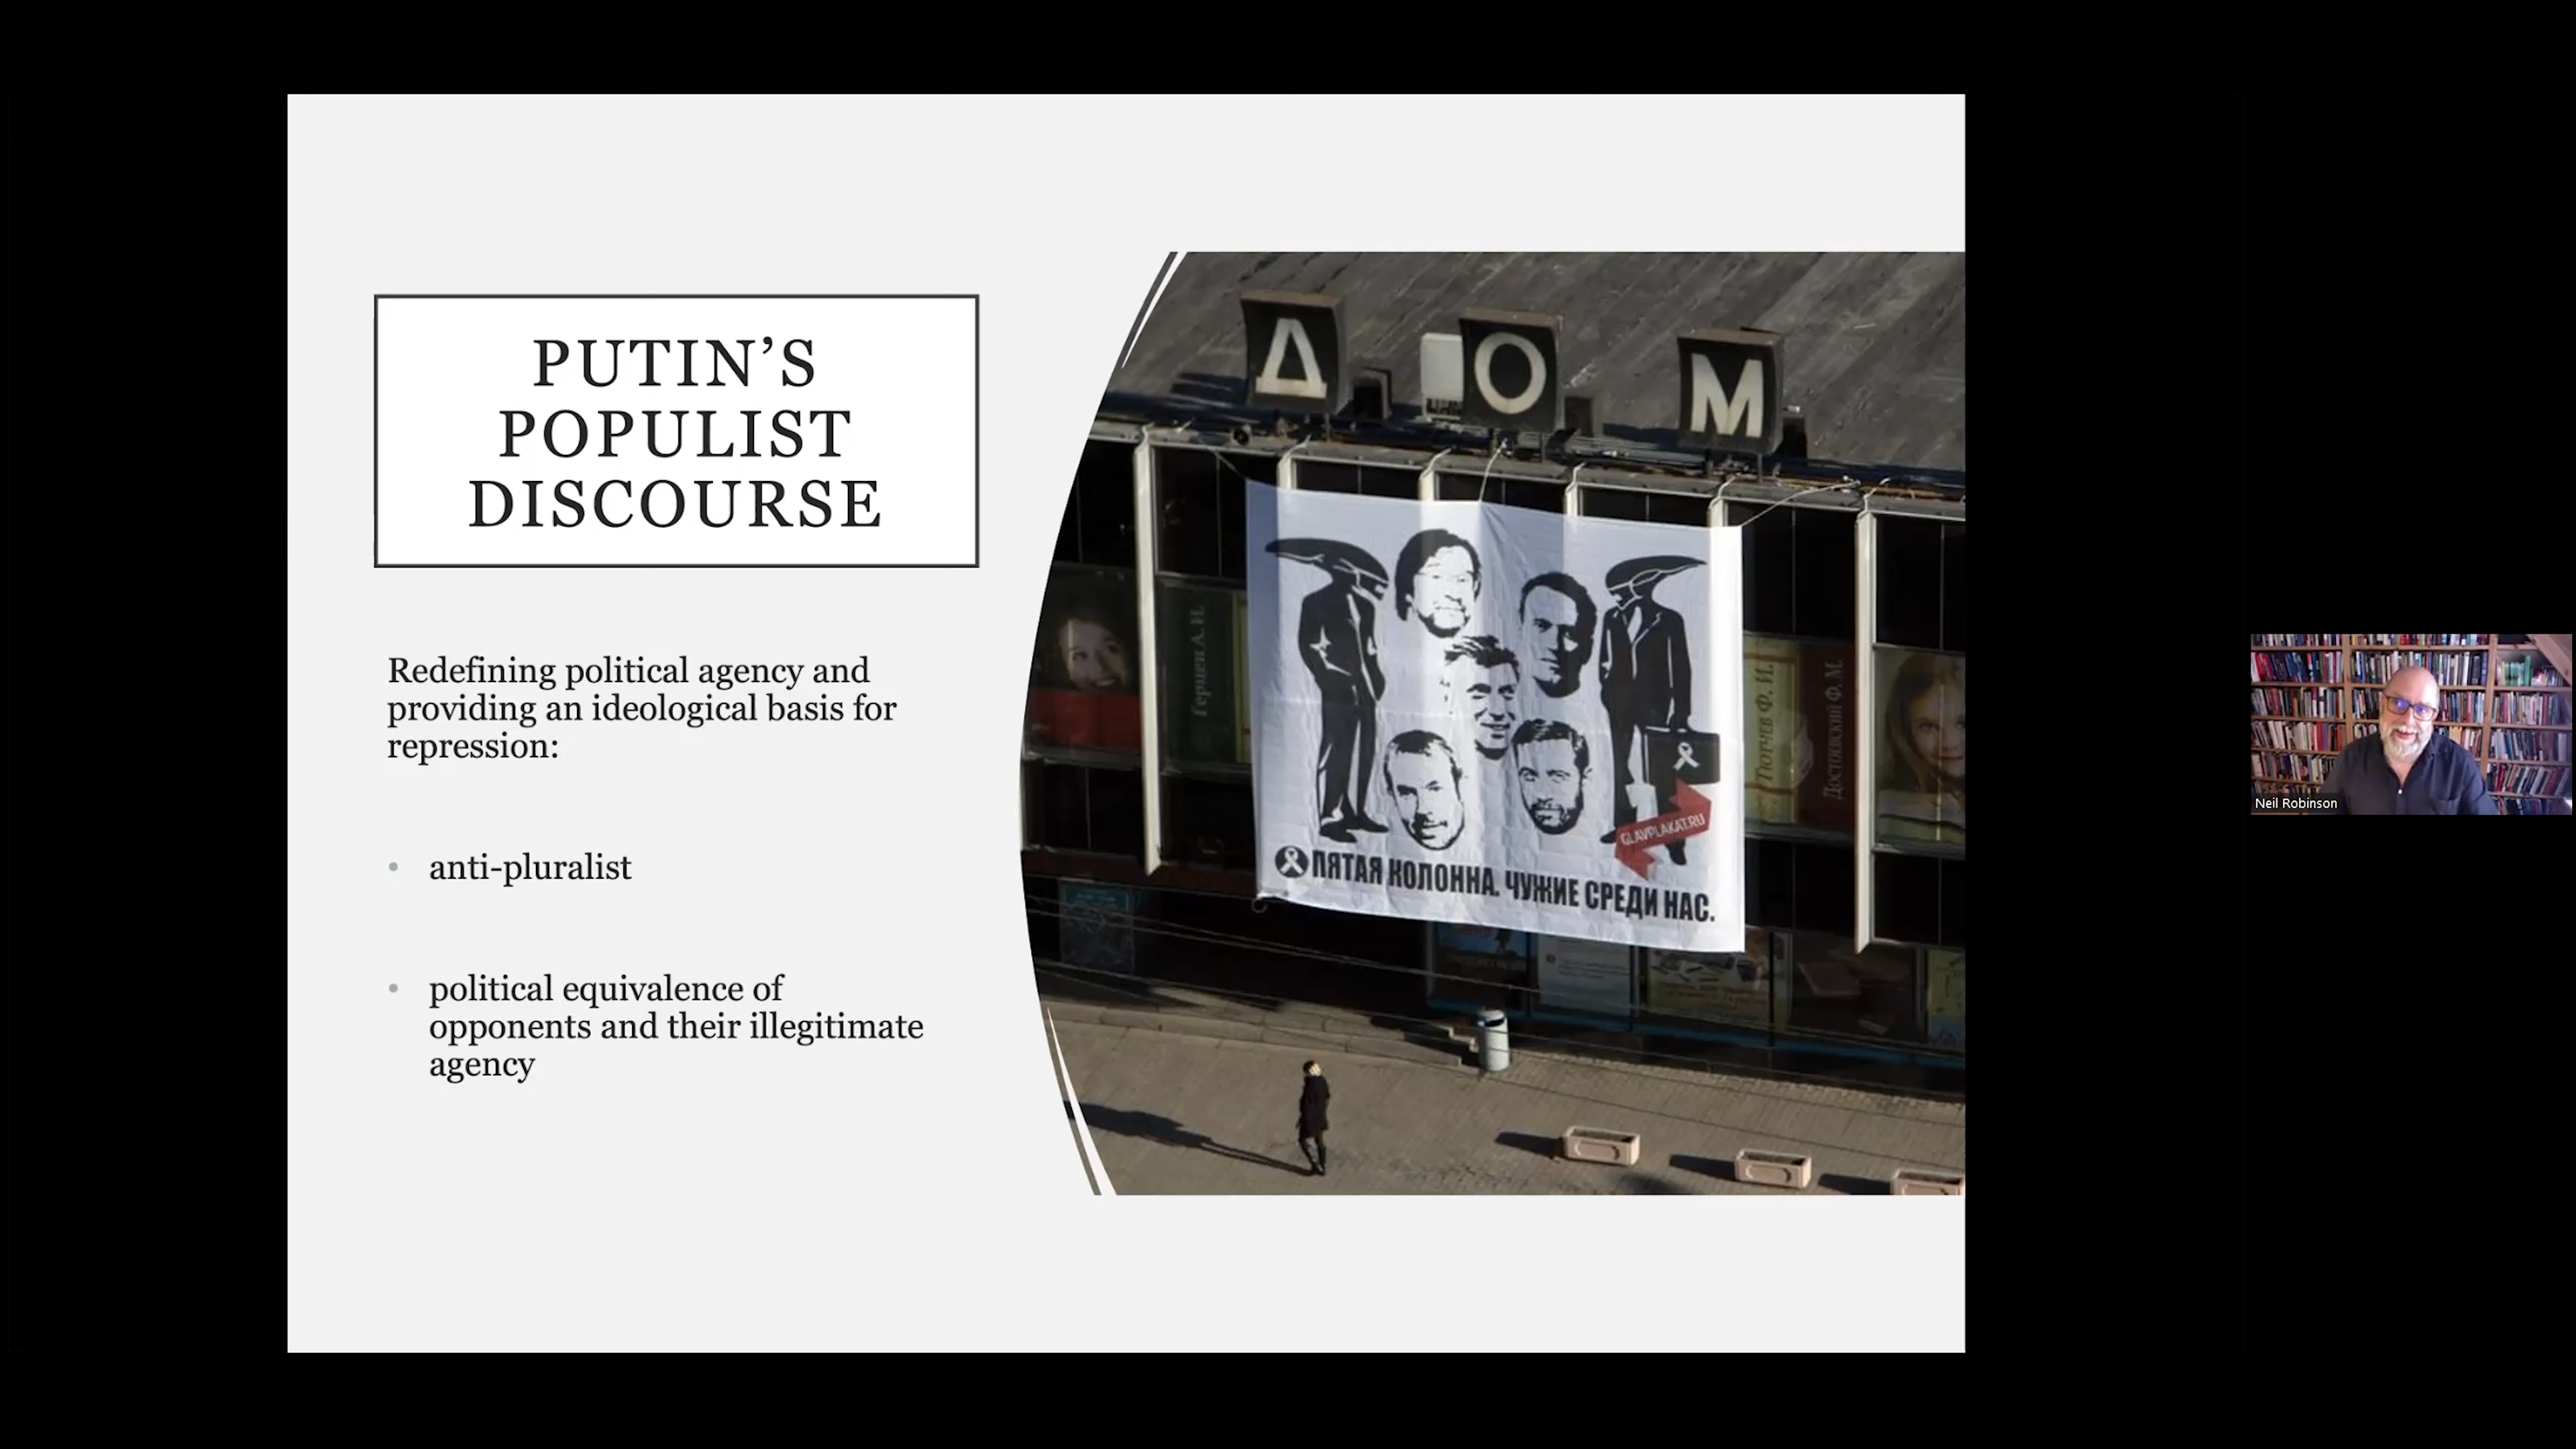 PUTIN’S
POPULIST
DISCOURSE
Redefining political agency and
providing an ideological basis for
repression:
• anti-pluralist
• political equivalence of
opponents and their illegitimate
agency
Д О М
Герцен А. И.
Тютчев Ф. И.
Достоевский Ф. М.
GLAVPLAKAT.RU
ПЯТАЯ КОЛОННА. ЧУЖИЕ СРЕДИ НАС.
Neil Robinson